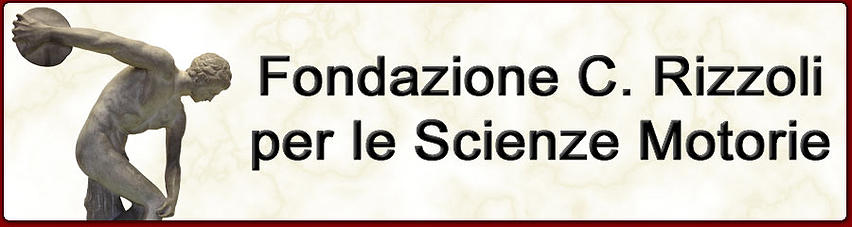 Fondazione C. Rizzoli
per le Scienze Motorie